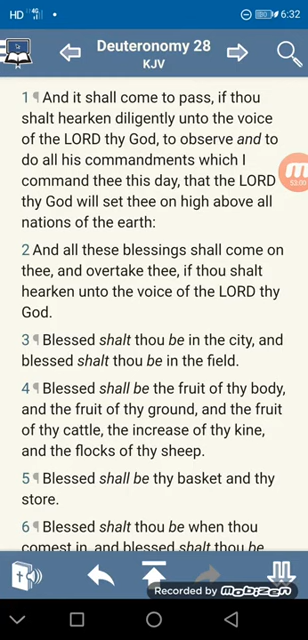 HD 4G 6:32
Deuteronomy 28
KJV
1 ¶ And it shall come to pass, if thou
shalt hearken diligently unto the voice
of the LORD thy God, to observe and to
do all his commandments which I
command thee this day, that the LORD
thy God will set thee on high above all
nations of the earth:
2 ¶ And all these blessings shall come on
thee, and overtake thee, if thou shalt
hearken unto the voice of the LORD thy
God.
3 ¶ Blessed shalt thou be in the city, and
blessed shalt thou be in the field.
4 ¶ Blessed shall be the fruit of thy body,
and the fruit of thy ground, and the fruit
of thy cattle, the increase of thy kine,
and the flocks of thy sheep.
5 ¶ Blessed shall be thy basket and thy
store.
6 ¶ Blessed shalt thou be when thou
comest in, and blessed shalt thou be
Recorded by mobizen